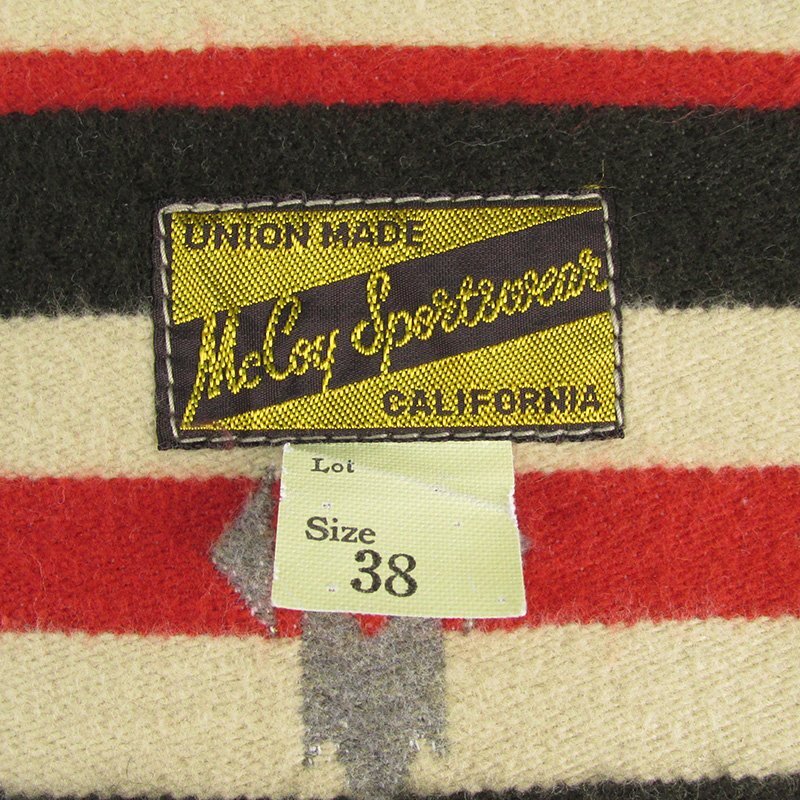 UNION MADE
McCoy Sportswear
CALIFORNIA
Lot
Size
38